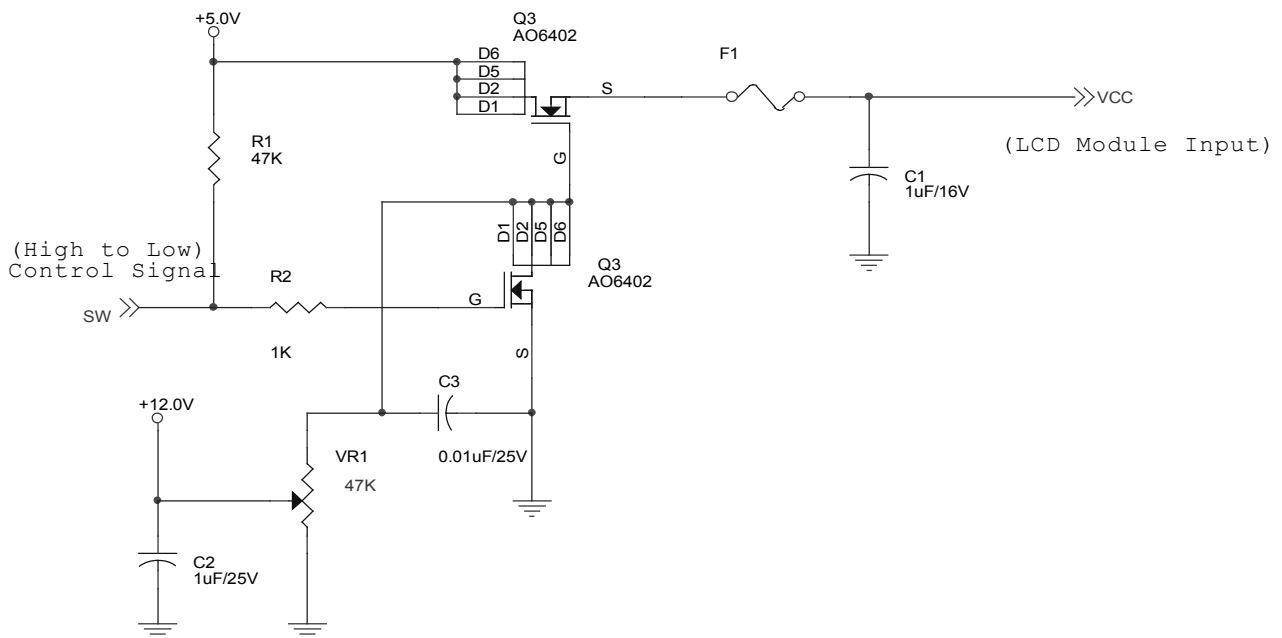 +5.0V
Q3
AO6402
D6
D5
D2
D1
S
F1
VCC
(LCD Module Input)
R1
47K
G
C1
1uF/16V
D1
D2
D5
D6
(High to Low)
Control Signal
Q3
AO6402
R2
G
SW
1K
S
C3
+12.0V
VR1
0.01uF/25V
47K
C2
1uF/25V